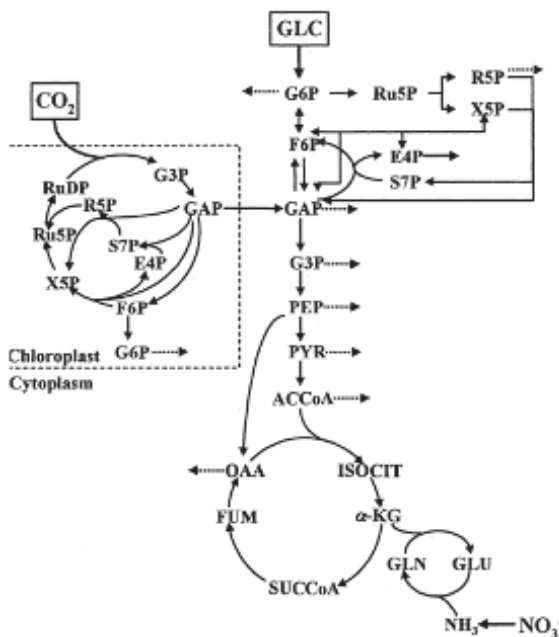 GLC
CO2
G6P Ru5P R5P
X5P
F6P
E4P
S7P
G3P
RuDP
R5P
GAP GAP
Ru5P
S7P
E4P
X5P
F6P
G6P
G3P
PEP
PYR
ACCoA
Chloroplast
Cytoplasm
OAA ISOCIT
FUM α-KG
GLN GLU
SUCCoA
NH3 NO3